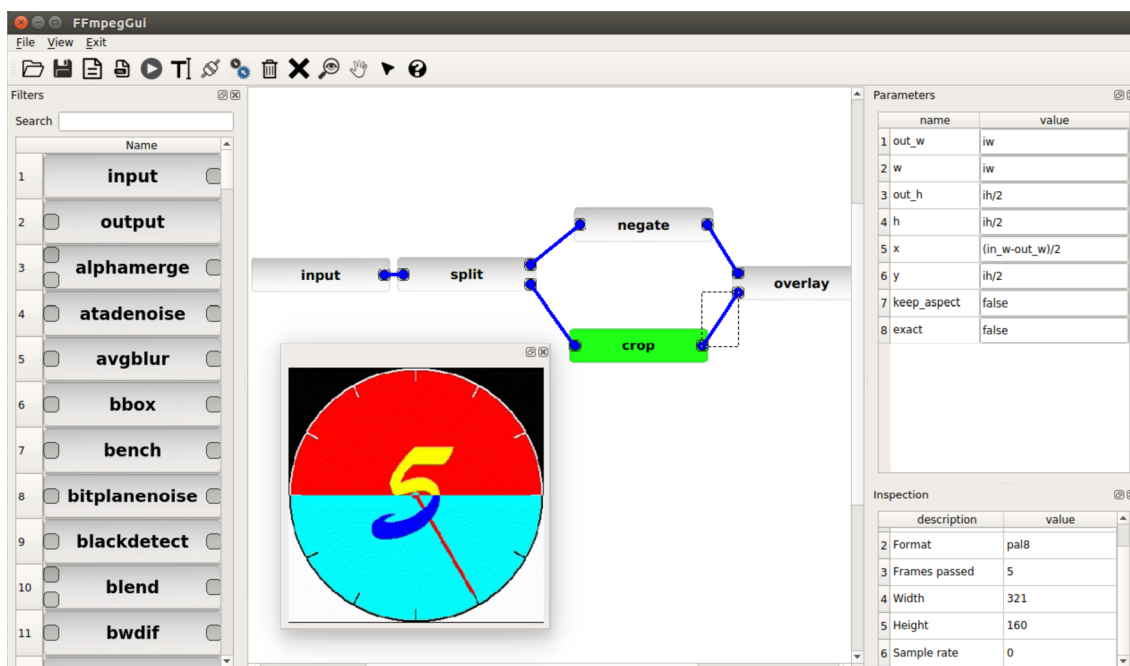 FFmpegGui
File View Exit
Filters
Search
Name
1 input
2 output
3 alphamerge
4 atadenoise
5 avgblur
6 bbox
7 bench
8 bitplanenoise
9 blackdetect
10 blend
11 bwdif
input
split
negate
crop
overlay
5
Parameters
name value
1 out_w iw
2 w iw
3 out_h ih/2
4 h ih/2
5 x (in_w-out_w)/2
6 y ih/2
7 keep_aspect false
8 exact false
Inspection
description value
2 Format pal8
3 Frames passed 5
4 Width 321
5 Height 160
6 Sample rate 0